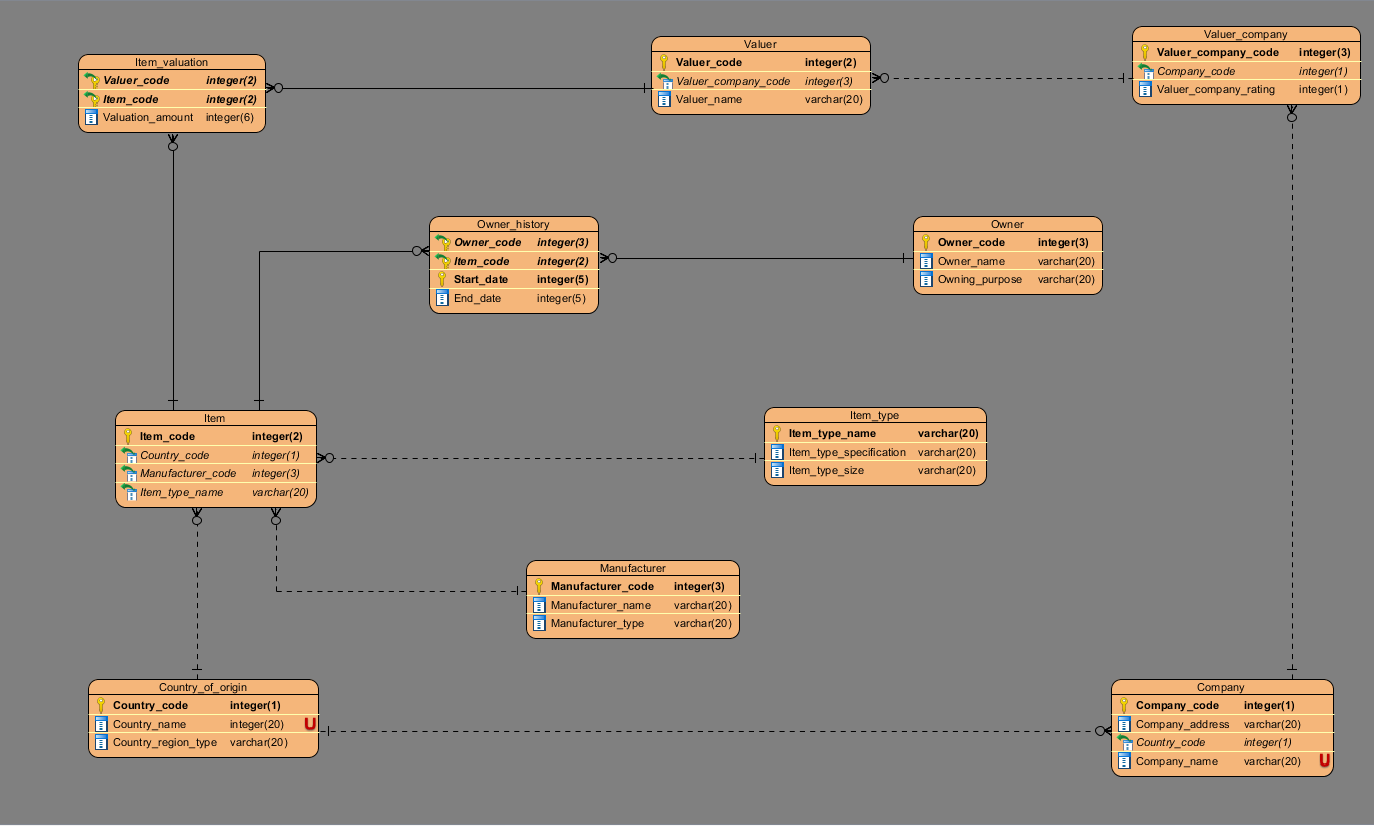 Item_valuation
Valuer_code integer(2)
Item_code integer(2)
Valuation_amount integer(6)
Valuer
Valuer_code integer(2)
Valuer_company_code integer(3)
Valuer_name varchar(20)
Valuer_company
Valuer_company_code integer(3)
Company_code integer(1)
Valuer_company_rating integer(1)
Owner_history
Owner_code integer(3)
Item_code integer(2)
Start_date integer(5)
End_date integer(5)
Owner
Owner_code integer(3)
Owner_name varchar(20)
Owning_purpose varchar(20)
Item
Item_code integer(2)
Country_code integer(1)
Manufacturer_code integer(3)
Item_type_name varchar(20)
Item_type
Item_type_name varchar(20)
Item_type_specification varchar(20)
Item_type_size varchar(20)
Manufacturer
Manufacturer_code integer(3)
Manufacturer_name varchar(20)
Manufacturer_type varchar(20)
Country_of_origin
Country_code integer(1)
Country_name integer(20) U
Country_region_type varchar(20)
Company
Company_code integer(1)
Company_address varchar(20)
Country_code integer(1)
Company_name varchar(20) U